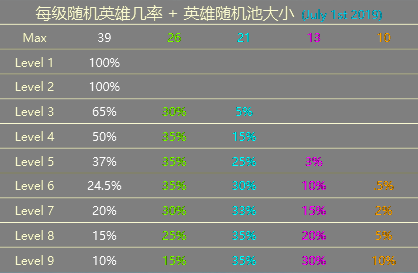 每级随机英雄几率 + 英雄随机池大小 (July 1st 2019)
Max 39 26 21 13 10
Level 1 100%
Level 2 100%
Level 3 65% 30% 5%
Level 4 50% 35% 15%
Level 5 37% 35% 25% 3%
Level 6 24.5% 35% 30% 10%
Level 7 20% 30% 33% 15% 2%
Level 8 15% 25% 35% 20% 5%
Level 9 10% 15% 35% 30% 10%